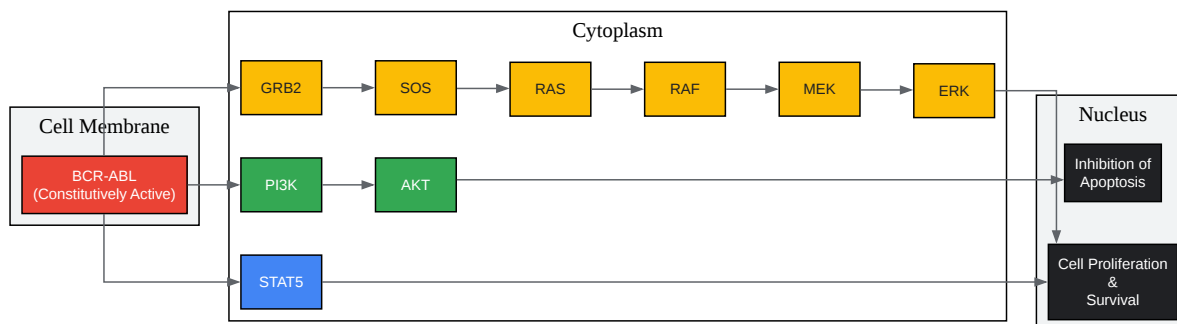 Cytoplasm
GRB2
SOS
RAS
RAF
MEK
ERK
Cell Membrane
BCR-ABL
(Constitutively Active)
PI3K
AKT
STAT5
Nucleus
Inhibition of
Apoptosis
Cell Proliferation
&
Survival